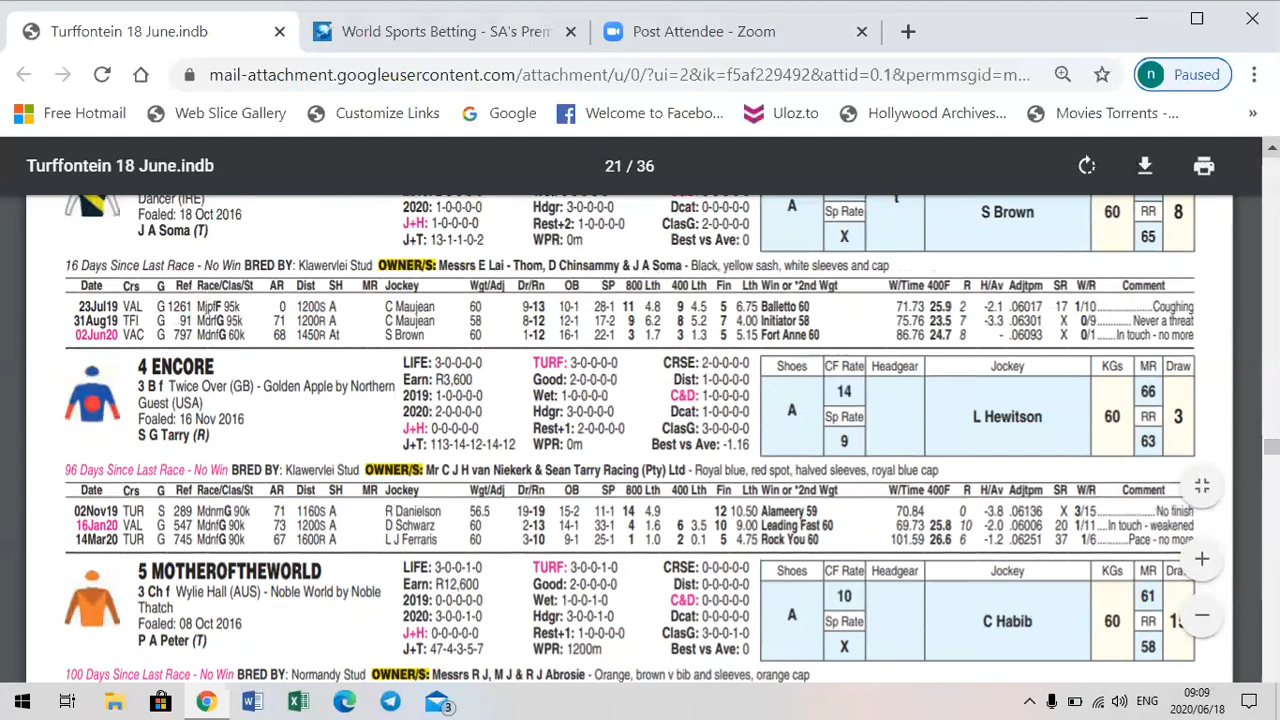 Turffontein 18 June.indb
World Sports Betting - SA's Prem
Post Attendee - Zoom
mail-attachment.googleusercontent.com/attachment/u/0/?ui=2&ik=f5af229492&attid=0.1&permmsgid=m...
n Paused
Free Hotmail Web Slice Gallery Customize Links Google Welcome to Facebo... Uloz.to Hollywood Archives... Movies Torrents -... »
Turffontein 18 June.indb 21 / 36
Dancer (IRE)
Foaled: 18 Oct 2016
J A Soma (T)
2020: 1-0-0-0-0 Hdgr: 3-0-0-0-0 Dcat: 0-0-0-0-0
J+H: 1-0-0-0-0 Rest+2: 1-0-0-0-0 ClasG: 2-0-0-0-0
J+T: 13-1-1-0-2 WPR: 0m Best vs Ave: 0
A Sp Rate X S Brown 60 RR 65 8
16 Days Since Last Race - No Win BRED BY: Klawervlei Stud OWNER/S: Messrs E Lai - Thom, D Chinsammy & J A Soma - Black, yellow sash, white sleeves and cap
Date Crs G Ref Race/Clas/St AR Dist SH MR Jockey Wgt/Adj Dr/Rn OB SP 800 Lth 400 Lth Fin Lth Win or *2nd Wgt W/Time 400F R H/Av Adjtpm SR W/R Comment
23Jul19 VAL G 1261 MjpfF 95k 0 1200S A C Maujean 60 9-13 10-1 28-1 11 4.8 9 4.5 5 6.75 Balletto 60 71.73 25.9 2 -2.1 .06017 17 1/10 Coughing
31Aug19 TFI G 91 MdnfG 95k 71 1200R A C Maujean 58 8-12 12-1 17-2 9 6.2 8 5.2 7 4.00 Initiator 58 75.76 23.5 7 -3.3 .06301 X 0/9 Never a threat
02Jun20 VAC G 797 MdnfG 60k 68 1450R At S Brown 60 1-12 16-1 22-1 3 1.7 3 1.3 5 5.15 Fort Anne 60 86.76 24.7 8 - .06093 X 0/1 In touch - no more
4 ENCORE
3 B f Twice Over (GB) - Golden Apple by Northern
Guest (USA)
Foaled: 16 Nov 2016
S G Tarry (R)
LIFE: 3-0-0-0-0 TURF: 3-0-0-0-0 CRSE: 2-0-0-0-0
Earn: R3,600 Good: 2-0-0-0-0 Dist: 1-0-0-0-0
2019: 1-0-0-0-0 Wet: 1-0-0-0-0 C&D: 1-0-0-0-0
2020: 2-0-0-0-0 Hdgr: 3-0-0-0-0 Dcat: 1-0-0-0-0
J+H: 0-0-0-0-0 Rest+1: 2-0-0-0-0 ClasG: 3-0-0-0-0
J+T: 113-14-12-14-12 WPR: 0m Best vs Ave: -1.16
Shoes CF Rate Headgear Jockey KGs MR Draw
A 14 Sp Rate 9 L Hewitson 60 66 RR 63 3
96 Days Since Last Race - No Win BRED BY: Klawervlei Stud OWNER/S: Mr C J H van Niekerk & Sean Tarry Racing (Pty) Ltd - Royal blue, red spot, halved sleeves, royal blue cap
Date Crs G Ref Race/Clas/St AR Dist SH MR Jockey Wgt/Adj Dr/Rn OB SP 800 Lth 400 Lth Fin Lth Win or *2nd Wgt W/Time 400F R H/Av Adjtpm SR W/R Comment
02Nov19 TUR S 289 MdnmG 90k 71 1160S A R Danielson 56.5 19-19 15-2 11-1 14 4.9 12 10.50 Alameery 59 70.84 0 -3.8 .06136 X 3/15 No finish
16Jan20 VAL G 547 MdnfG 90k 73 1200S A D Schwarz 60 2-13 14-1 33-1 4 1.6 6 3.5 10 9.00 Leading Fast 60 69.73 25.8 10 -2.0 .06001 20 1/11 In touch - weakened
14Mar20 TUR G 745 MdnfG 90k 67 1600R A L J Ferraris 60 3-10 9-1 25-1 1 1.0 2 0.1 5 4.75 Rock You 60 101.59 26.6 6 -1.2 .06251 37 1/6 Pace - no more
5 MOTHEROFTHEWORLD
3 Ch f Wylie Hall (AUS) - Noble World by Noble
Thatch
Foaled: 08 Oct 2016
P A Peter (T)
LIFE: 3-0-0-1-0 TURF: 3-0-0-1-0 CRSE: 0-0-0-0-0
Earn: R12,600 Good: 2-0-0-0-0 Dist: 0-0-0-0-0
2019: 0-0-0-0-0 Wet: 1-0-0-1-0 C&D: 0-0-0-0-0
2020: 3-0-0-1-0 Hdgr: 3-0-0-1-0 Dcat: 0-0-0-0-0
J+H: 0-0-0-0-0 Rest+1: 1-0-0-0-0 ClasG: 3-0-0-1-0
J+T: 47-4-3-5-7 WPR: 1200m Best vs Ave: 0
Shoes CF Rate Headgear Jockey KGs MR
A 10 Sp Rate X C Habib 60 61 RR 58
100 Days Since Last Race - No Win BRED BY: Normandy Stud OWNER/S: Messrs R J, M J & R J Abrosie - Orange, brown v bib and sleeves, orange cap
3 ENG 09:09
2020/06/18